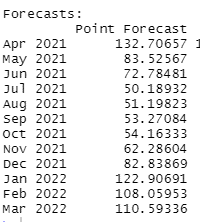 Forecasts:
Point Forecast
Apr 2021 132.70657 1
May 2021 83.52567
Jun 2021 72.78481
Jul 2021 50.18932
Aug 2021 51.19823
Sep 2021 53.27084
Oct 2021 54.16333
Nov 2021 62.28604
Dec 2021 82.83869
Jan 2022 122.90691
Feb 2022 108.05953
Mar 2022 110.59336